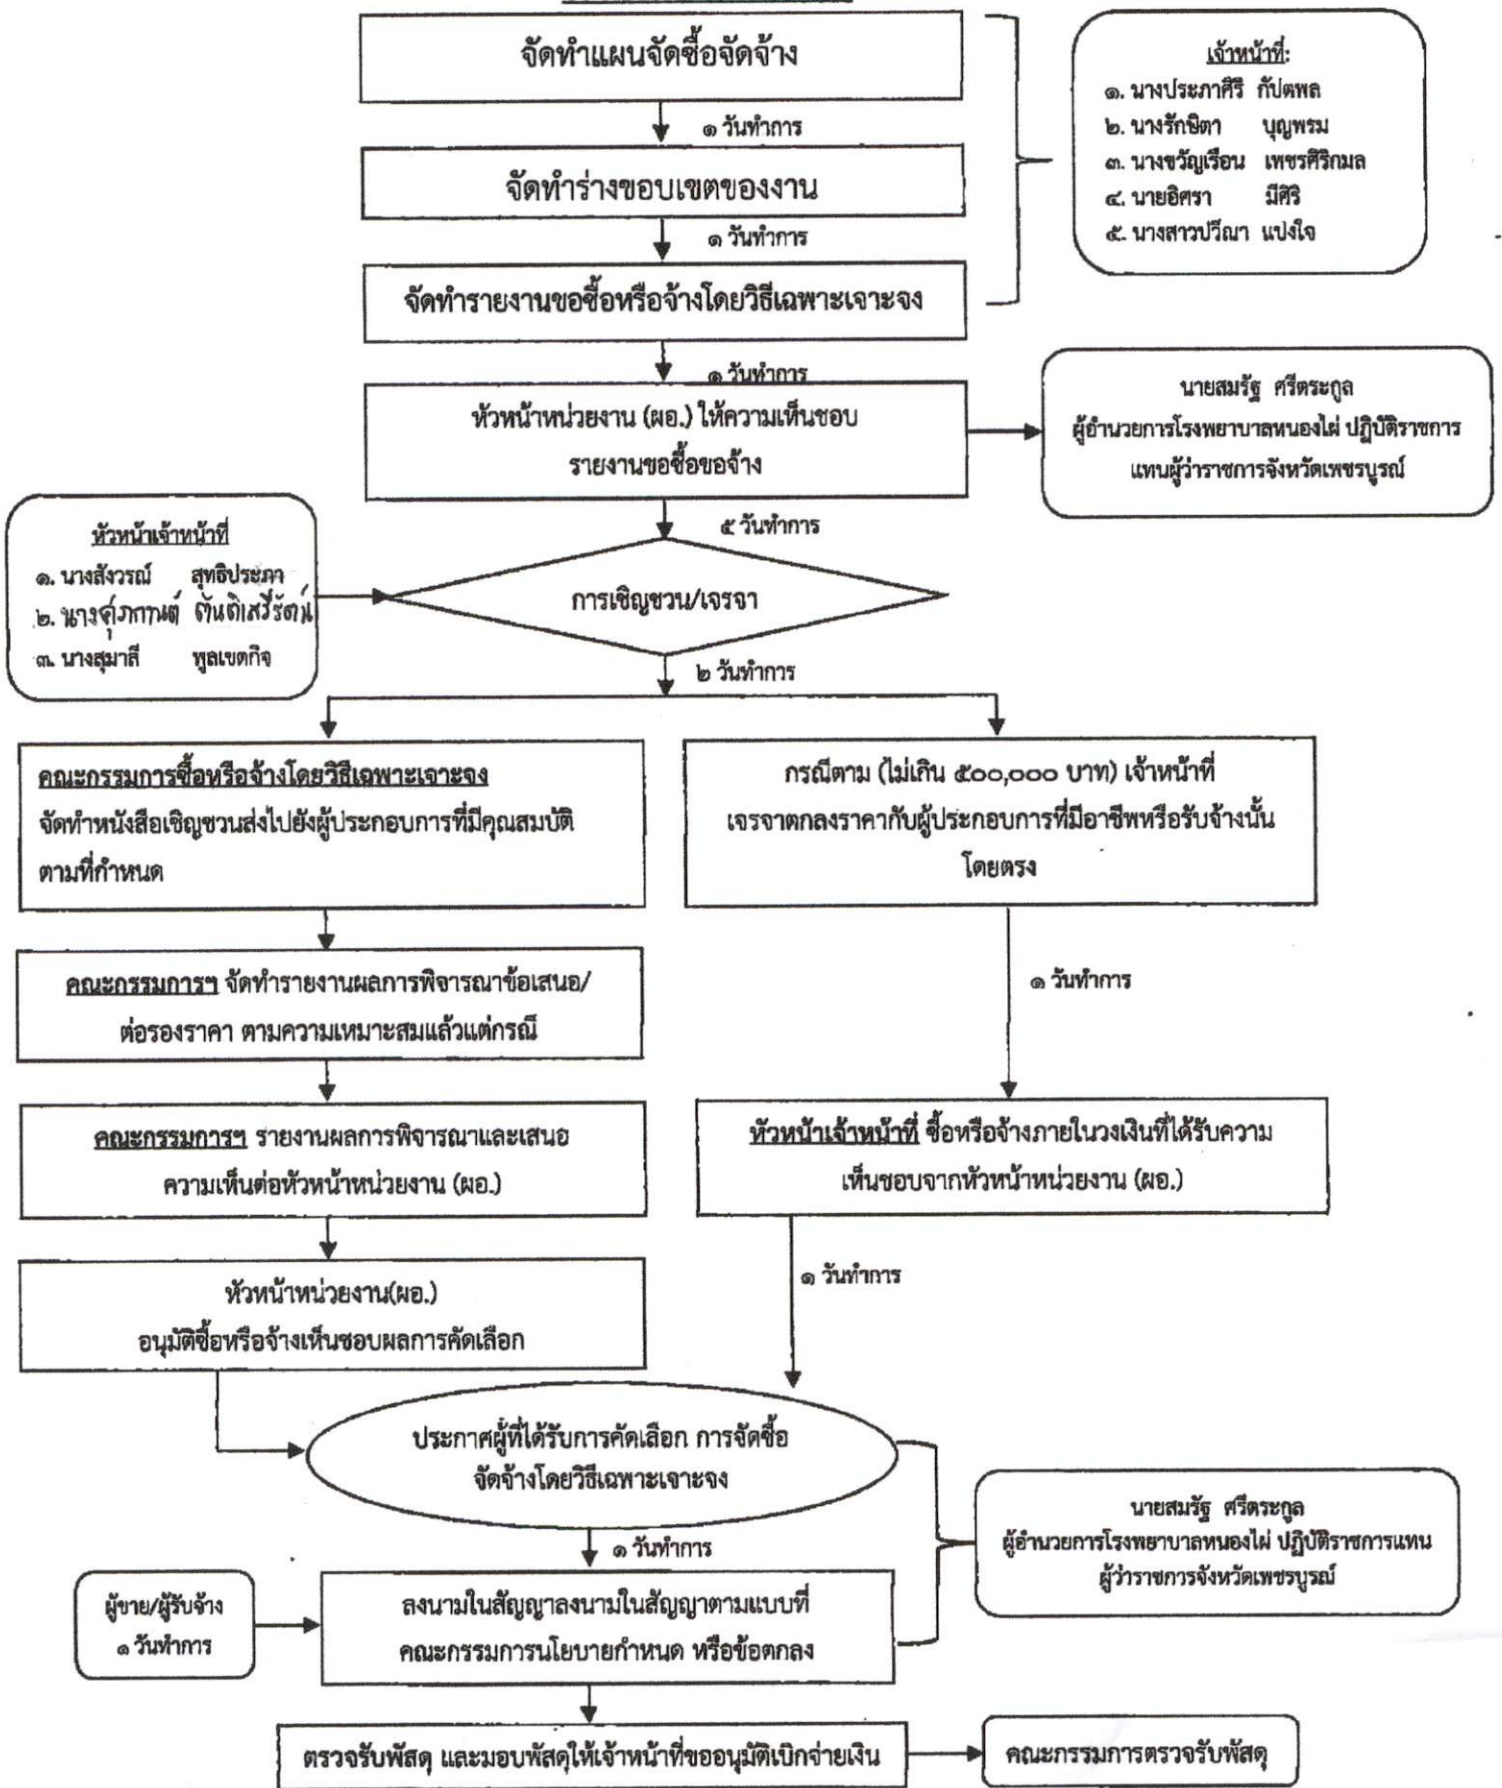 จัดทำแผนจัดซื้อจัดจ้าง
๑ วันทำการ
จัดทำร่างขอบเขตของงาน
๑ วันทำการ
จัดทำรายงานขอซื้อหรือจ้างโดยวิธีเฉพาะเจาะจง
เจ้าหน้าที่:
๑. นางประภาศิริ กัปตพล
๒. นางรักษิตา บุญพรม
๓. นางขวัญเรือน เพชรศิริกมล
๔. นายอิศรา มีศิริ
๕. นางสาวปวีณา แบ่งใจ
๑ วันทำการ
หัวหน้าหน่วยงาน (ผอ.) ให้ความเห็นชอบ
รายงานขอซื้อขอจ้าง
นายสมรัฐ ศรีตระกูล
ผู้อำนวยการโรงพยาบาลหนองไผ่ ปฏิบัติราชการ
แทนผู้ว่าราชการจังหวัดเพชรบูรณ์
๕ วันทำการ
หัวหน้าเจ้าหน้าที่
๑. นางสังวรณ์ สุทธิประภา
๒. นางศุภกานต์ ตันติเสรีรัตน์
๓. นางสุมาลี พูลเขตกิจ
การเชิญชวน/เจรจา
๒ วันทำการ
คณะกรรมการซื้อหรือจ้างโดยวิธีเฉพาะเจาะจง
จัดทำหนังสือเชิญชวนส่งไปยังผู้ประกอบการที่มีคุณสมบัติ
ตามที่กำหนด
กรณีตาม (ไม่เกิน ๕๐๐,๐๐๐ บาท) เจ้าหน้าที่
เจรจาตกลงราคากับผู้ประกอบการที่มีอาชีพหรือรับจ้างนั้น
โดยตรง
คณะกรรมการฯ จัดทำรายงานผลการพิจารณาข้อเสนอ/
ต่อรองราคา ตามความเหมาะสมแล้วแต่กรณี
๑ วันทำการ
คณะกรรมการฯ รายงานผลการพิจารณาและเสนอ
ความเห็นต่อหัวหน้าหน่วยงาน (ผอ.)
หัวหน้าเจ้าหน้าที่ ซื้อหรือจ้างภายในวงเงินที่ได้รับความ
เห็นชอบจากหัวหน้าหน่วยงาน (ผอ.)
หัวหน้าหน่วยงาน(ผอ.)
อนุมัติซื้อหรือจ้างเห็นชอบผลการคัดเลือก
๑ วันทำการ
ประกาศผู้ที่ได้รับการคัดเลือก การจัดซื้อ
จัดจ้างโดยวิธีเฉพาะเจาะจง
นายสมรัฐ ศรีตระกูล
ผู้อำนวยการโรงพยาบาลหนองไผ่ ปฏิบัติราชการแทน
ผู้ว่าราชการจังหวัดเพชรบูรณ์
๑ วันทำการ
ผู้ขาย/ผู้รับจ้าง
๑ วันทำการ
ลงนามในสัญญาลงนามในสัญญาตามแบบที่
คณะกรรมการนโยบายกำหนด หรือข้อตกลง
ตรวจรับพัสดุ และมอบพัสดุให้เจ้าหน้าที่ขออนุมัติเบิกจ่ายเงิน
คณะกรรมการตรวจรับพัสดุ